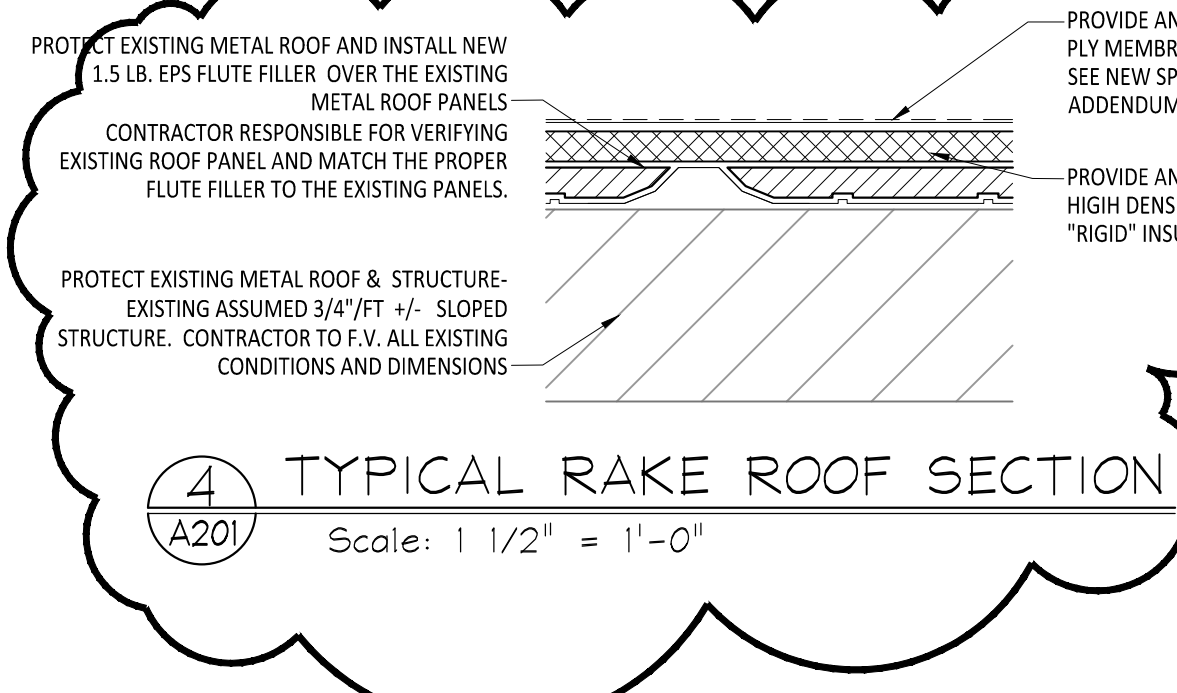 PROTECT EXISTING METAL ROOF AND INSTALL NEW
1.5 LB. EPS FLUTE FILLER OVER THE EXISTING
METAL ROOF PANELS
CONTRACTOR RESPONSIBLE FOR VERIFYING
EXISTING ROOF PANEL AND MATCH THE PROPER
FLUTE FILLER TO THE EXISTING PANELS.
PROTECT EXISTING METAL ROOF & STRUCTURE-
EXISTING ASSUMED 3/4"/FT +/- SLOPED
STRUCTURE. CONTRACTOR TO F.V. ALL EXISTING
CONDITIONS AND DIMENSIONS
PROVIDE AN
PLY MEMBR
SEE NEW SP
ADDENDUM
PROVIDE AN
HIGIH DENS
"RIGID" INSU
4
A201
TYPICAL RAKE ROOF SECTION
Scale: 1 1/2" = 1'-0"